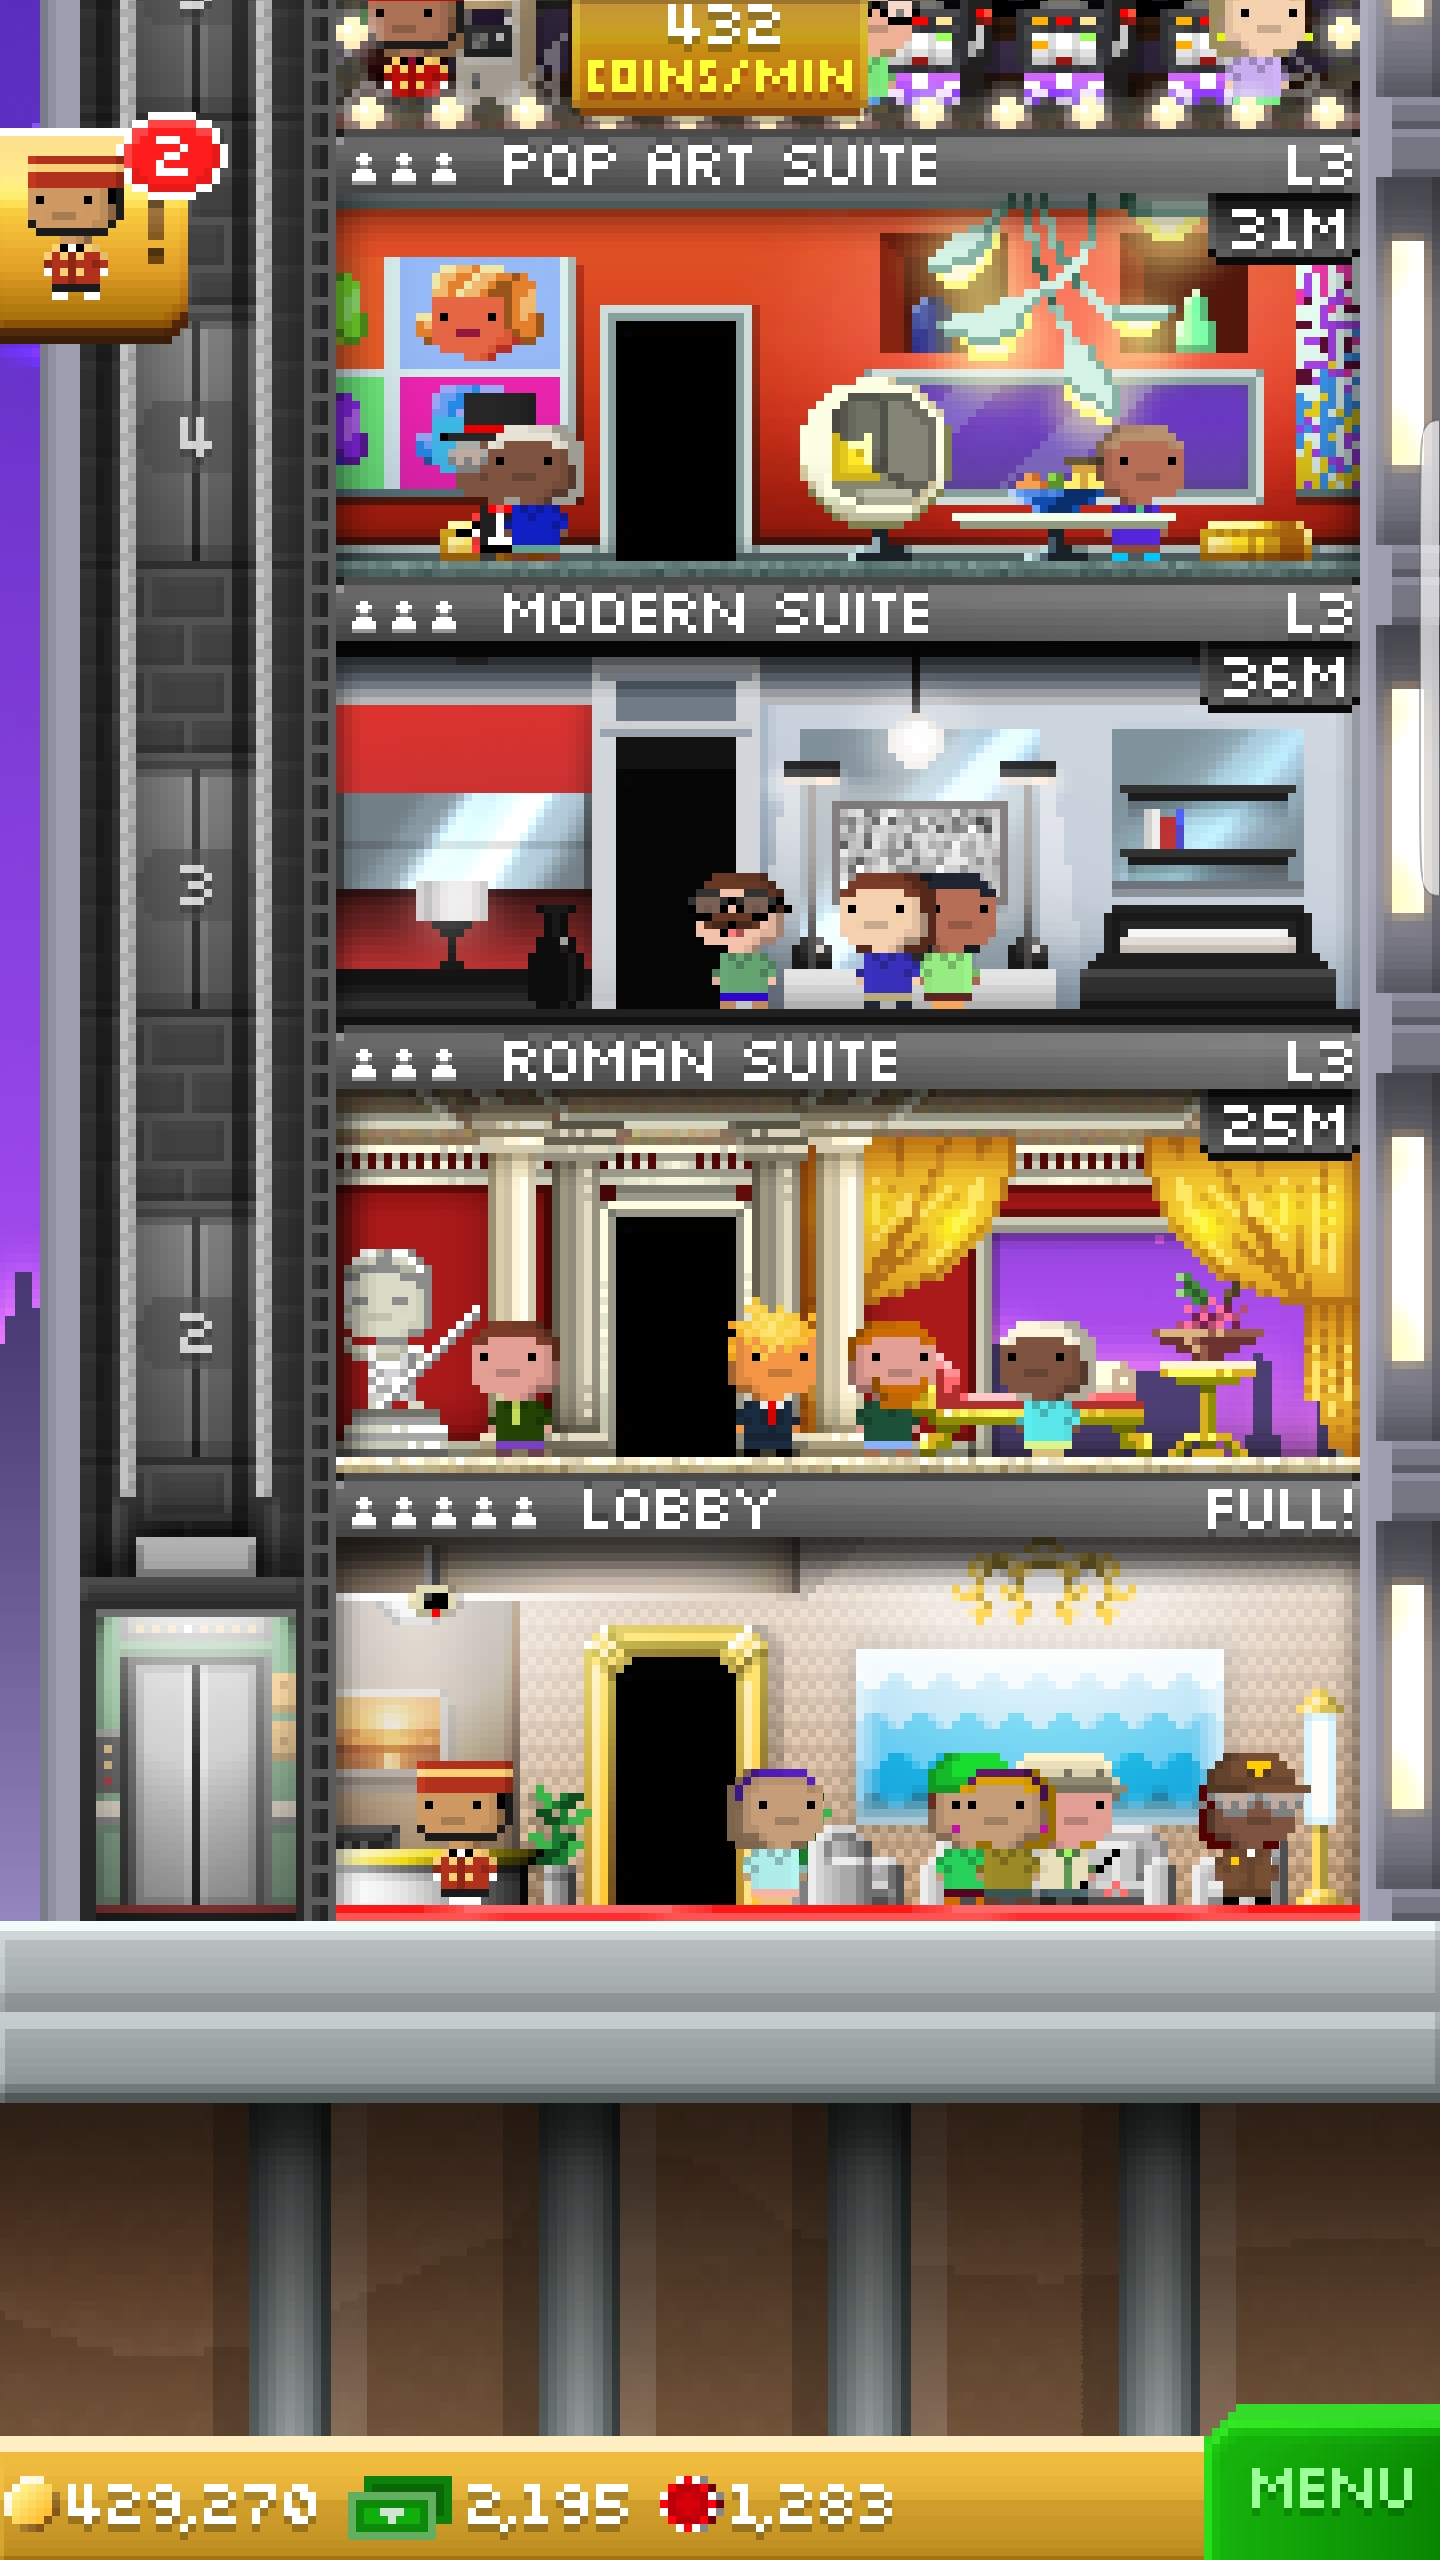 432
COINS/MIN
2
!
POP ART SUITE L3
31M
4
MODERN SUITE L3
36M
3
ROMAN SUITE L3
25M
2
LOBBY FULL!
429,270 2,195 1,283
MENU